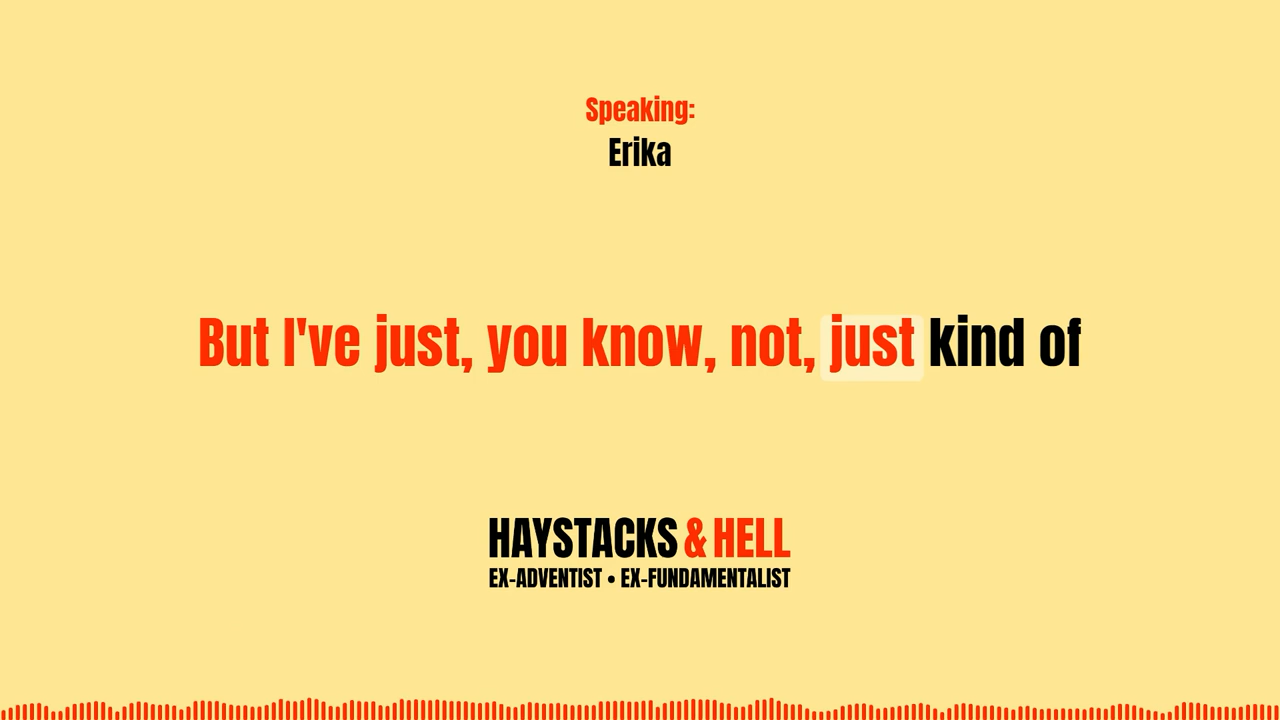 Speaking:
Erika
But I've just, you know, not, just kind of
HAYSTACKS & HELL
EX-ADVENTIST • EX-FUNDAMENTALIST